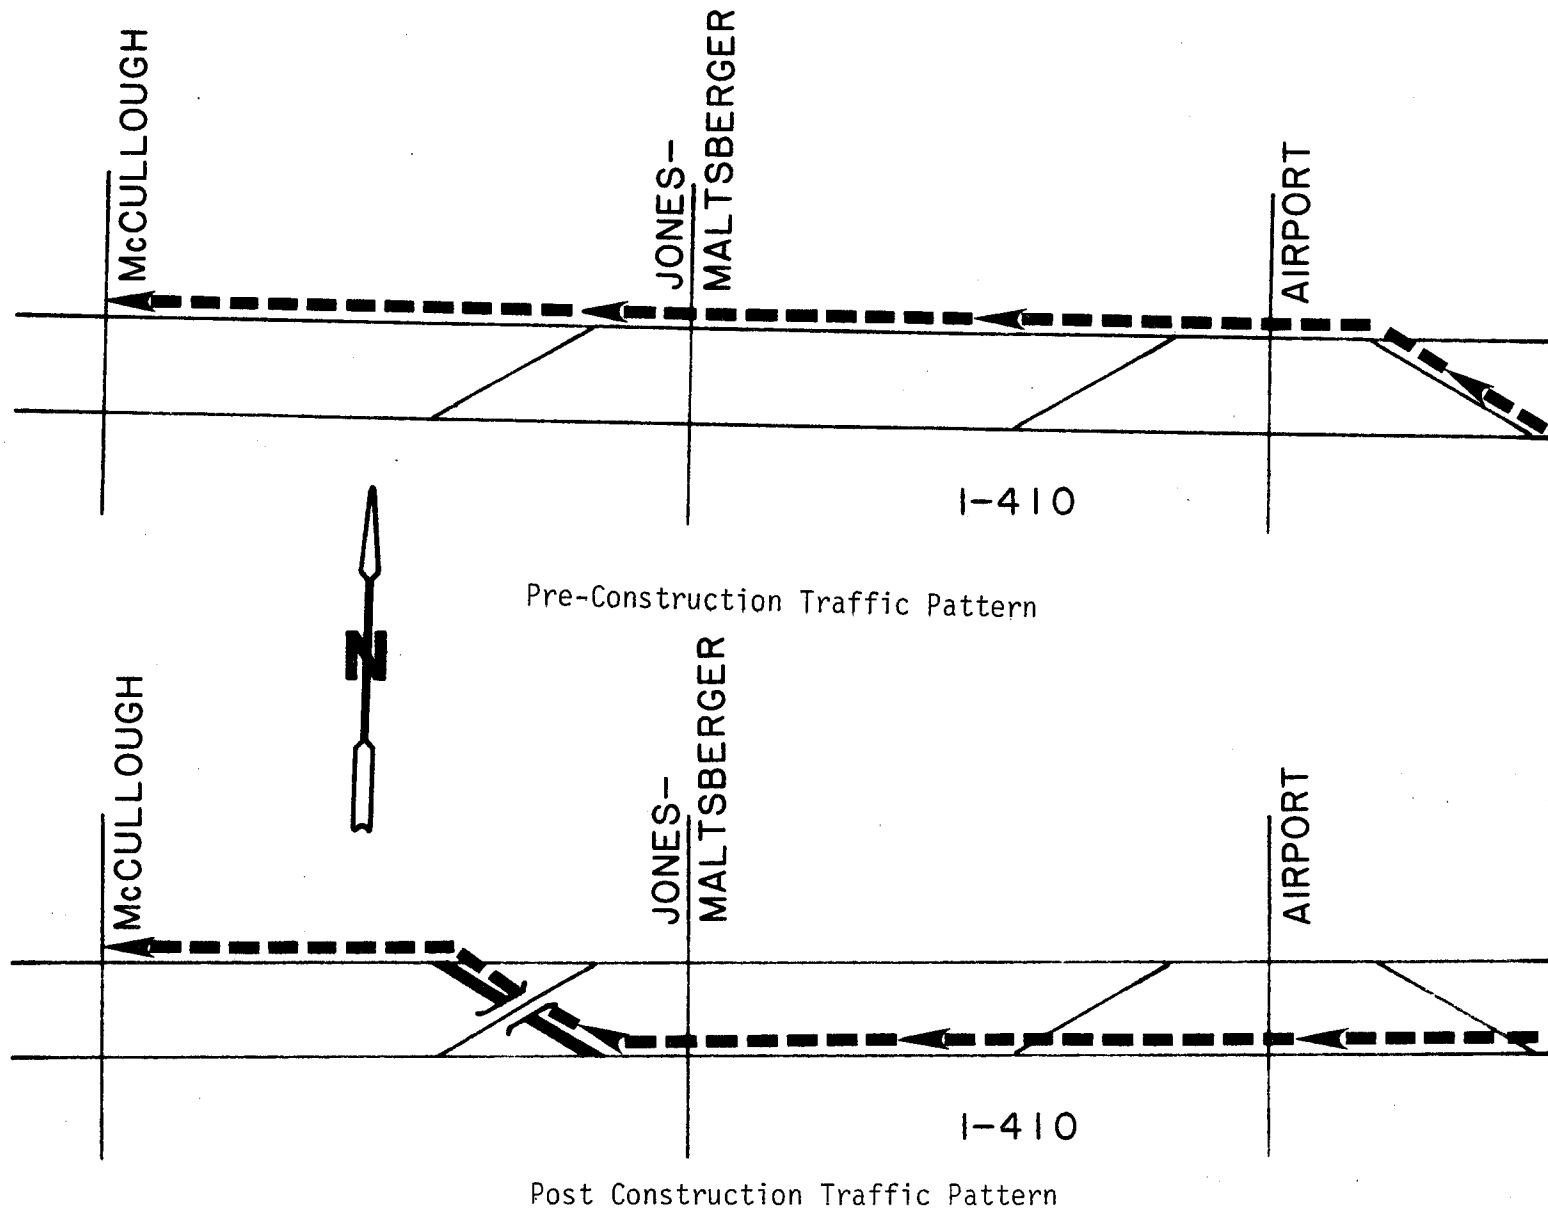 McCULLOUGH
JONES-
MALTSBERGER
AIRPORT
I-410
Pre-Construction Traffic Pattern
N
McCULLOUGH
JONES-
MALTSBERGER
AIRPORT
I-410
Post Construction Traffic Pattern